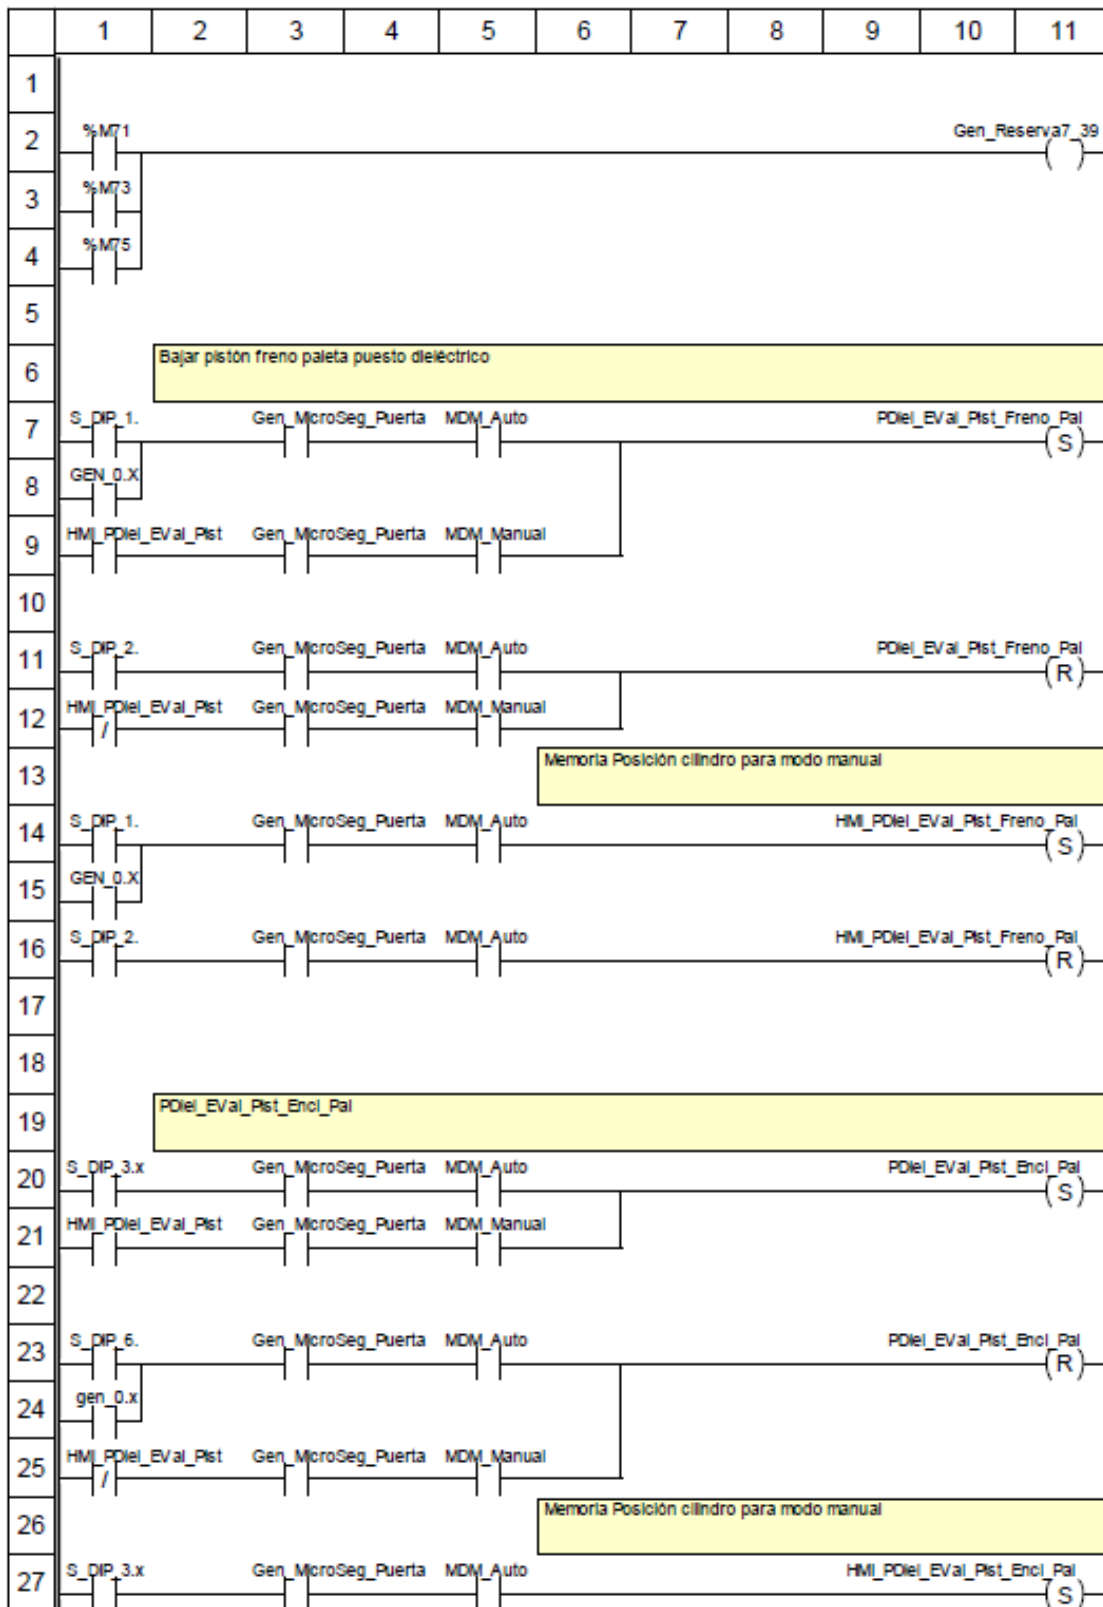 1 2 3 4 5 6 7 8 9 10 11
1
2 %M71 Gen_Reserva7_39
( )
3 %M73
4 %M75
5
6 Bajar pistón freno paleta puesto dieléctrico
7 S_DIP_1. Gen_MicroSeg_Puerta MDM_Auto PDiel_EVal_Pist_Freno_Pal
(S)
8 GEN_0.X
9 HMI_PDiel_EVal_Pist Gen_MicroSeg_Puerta MDM_Manual
10
11 S_DIP_2. Gen_MicroSeg_Puerta MDM_Auto PDiel_EVal_Pist_Freno_Pal
(R)
12 HMI_PDiel_EVal_Pist Gen_MicroSeg_Puerta MDM_Manual
/
13 Memoria Posición cilindro para modo manual
14 S_DIP_1. Gen_MicroSeg_Puerta MDM_Auto HMI_PDiel_EVal_Pist_Freno_Pal
(S)
15 GEN_0.X
16 S_DIP_2. Gen_MicroSeg_Puerta MDM_Auto HMI_PDiel_EVal_Pist_Freno_Pal
(R)
17
18
19 PDiel_EVal_Pist_Encl_Pal
20 S_DIP_3.x Gen_MicroSeg_Puerta MDM_Auto PDiel_EVal_Pist_Encl_Pal
(S)
21 HMI_PDiel_EVal_Pist Gen_MicroSeg_Puerta MDM_Manual
22
23 S_DIP_6. Gen_MicroSeg_Puerta MDM_Auto PDiel_EVal_Pist_Encl_Pal
(R)
24 gen_0.x
25 HMI_PDiel_EVal_Pist Gen_MicroSeg_Puerta MDM_Manual
/
26 Memoria Posición cilindro para modo manual
27 S_DIP_3.x Gen_MicroSeg_Puerta MDM_Auto HMI_PDiel_EVal_Pist_Encl_Pal
(S)